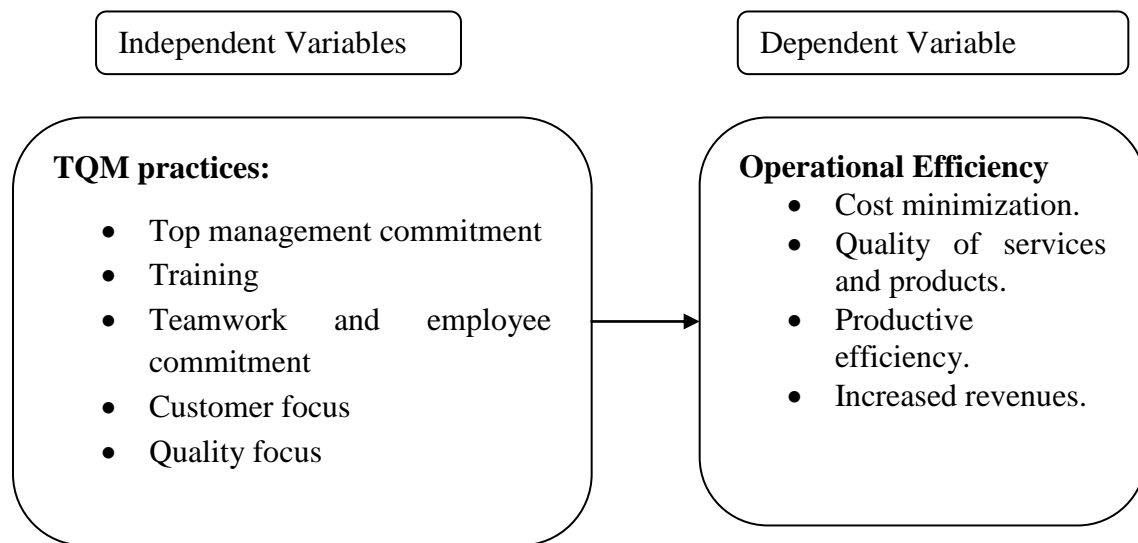 Independent Variables
Dependent Variable
TQM practices:
• Top management commitment
• Training
• Teamwork and employee
commitment
• Customer focus
• Quality focus
Operational Efficiency
• Cost minimization.
• Quality of services
and products.
• Productive
efficiency.
• Increased revenues.